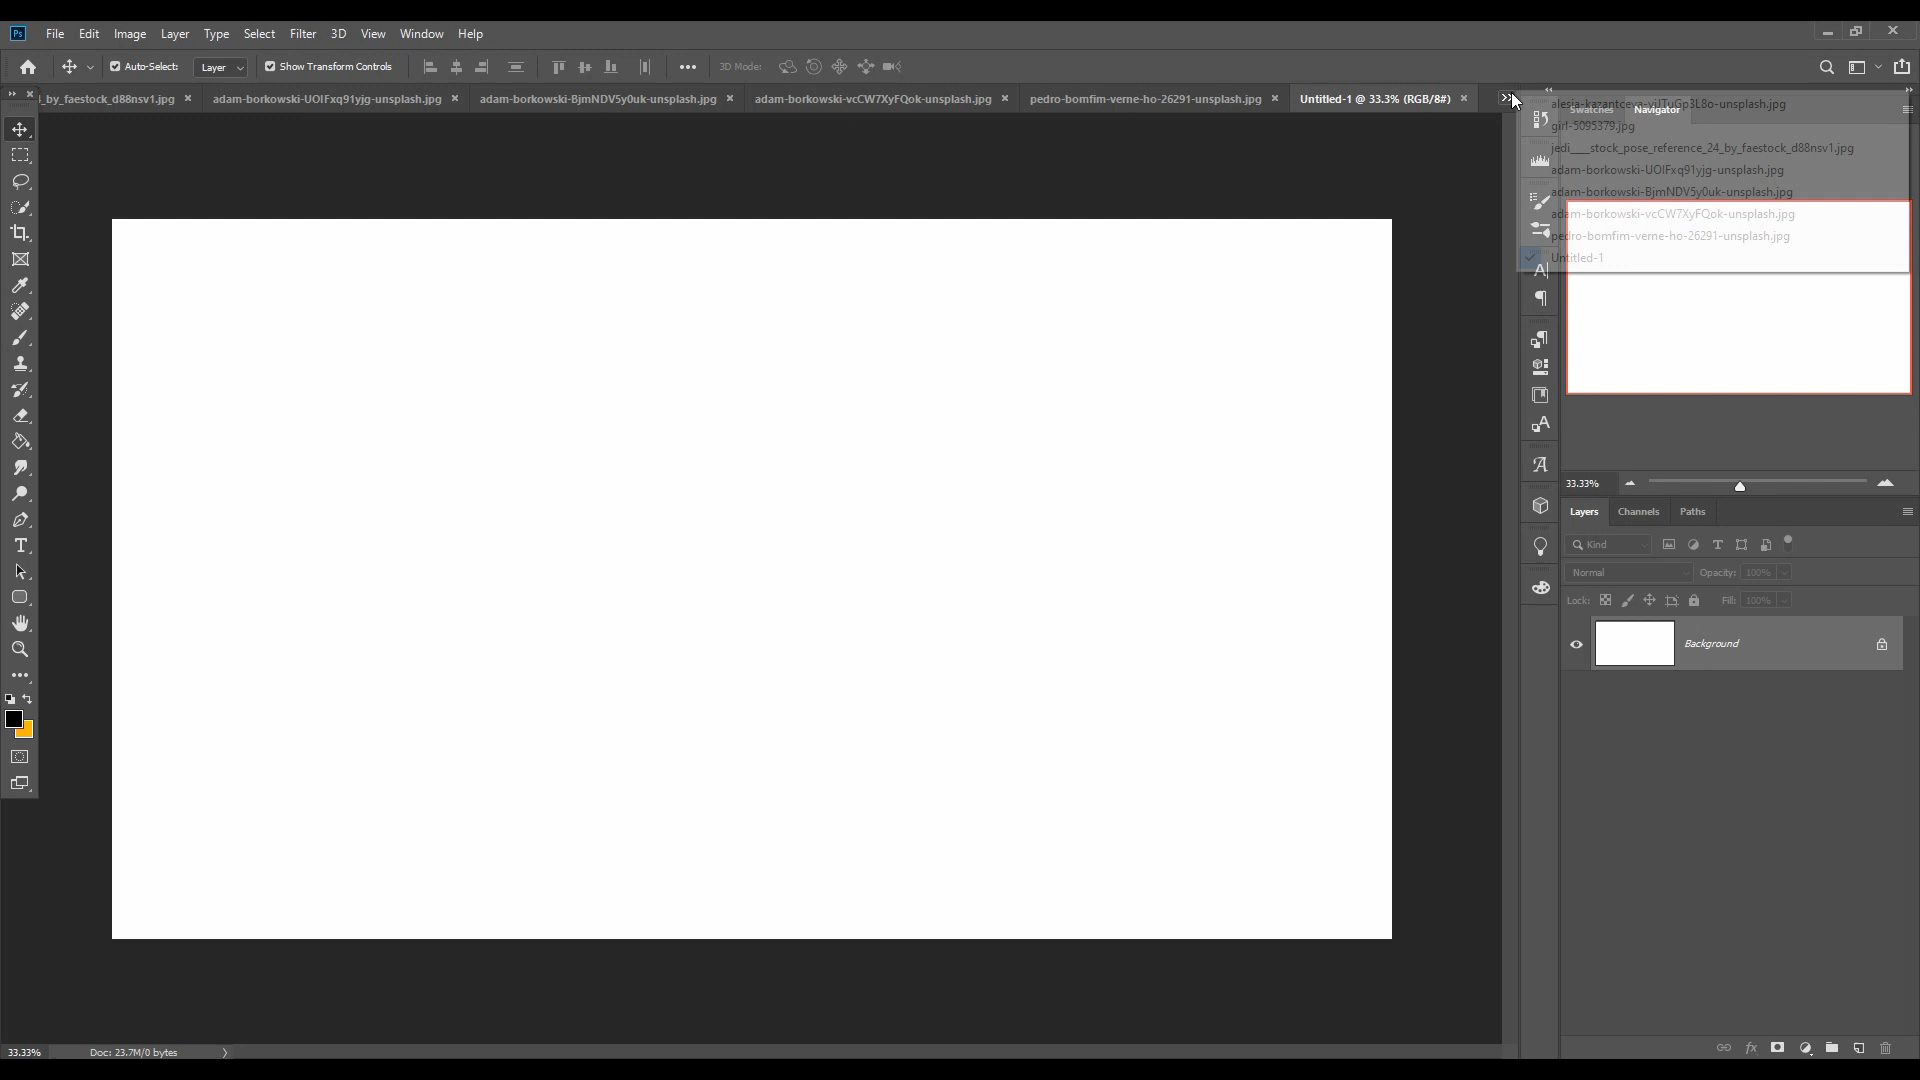 Ps File Edit Image Layer Type Select Filter 3D View Window Help
Auto-Select: Layer Show Transform Controls 3D Mode:
_by_faestock_d88nsv1.jpg adam-borkowski-UOIFxq91yjg-unsplash.jpg adam-borkowski-BjmNDV5y0uk-unsplash.jpg adam-borkowski-vcCW7XyFQok-unsplash.jpg pedro-bomfim-verne-ho-26291-unsplash.jpg Untitled-1 @ 33.3% (RGB/8#)
Swatches Navigator
girl-5095379.jpg
jedi___stock_pose_reference_24_by_faestock_d88nsv1.jpg
adam-borkowski-UOIFxq91yjg-unsplash.jpg
adam-borkowski-BjmNDV5y0uk-unsplash.jpg
adam-borkowski-vcCW7XyFQok-unsplash.jpg
pedro-bomfim-verne-ho-26291-unsplash.jpg
Untitled-1
33.33%
Layers Channels Paths
Kind
Normal Opacity: 100%
Lock: Fill: 100%
Background
33.33% Doc: 23.7M/0 bytes